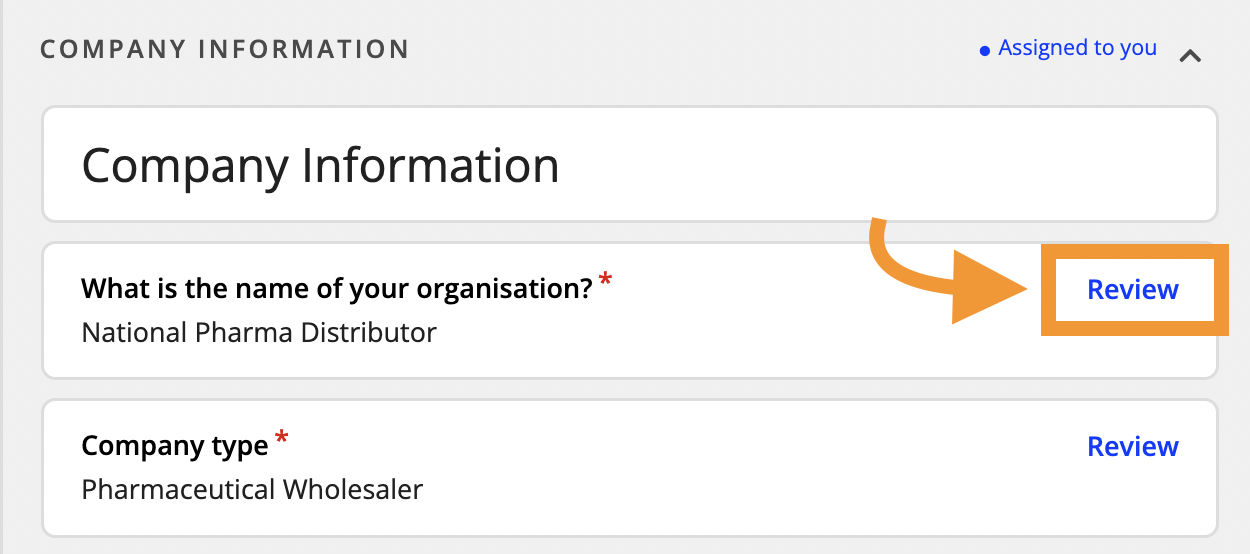 COMPANY INFORMATION
Assigned to you
Company Information
What is the name of your organisation? *
Review
National Pharma Distributor
Company type *
Review
Pharmaceutical Wholesaler